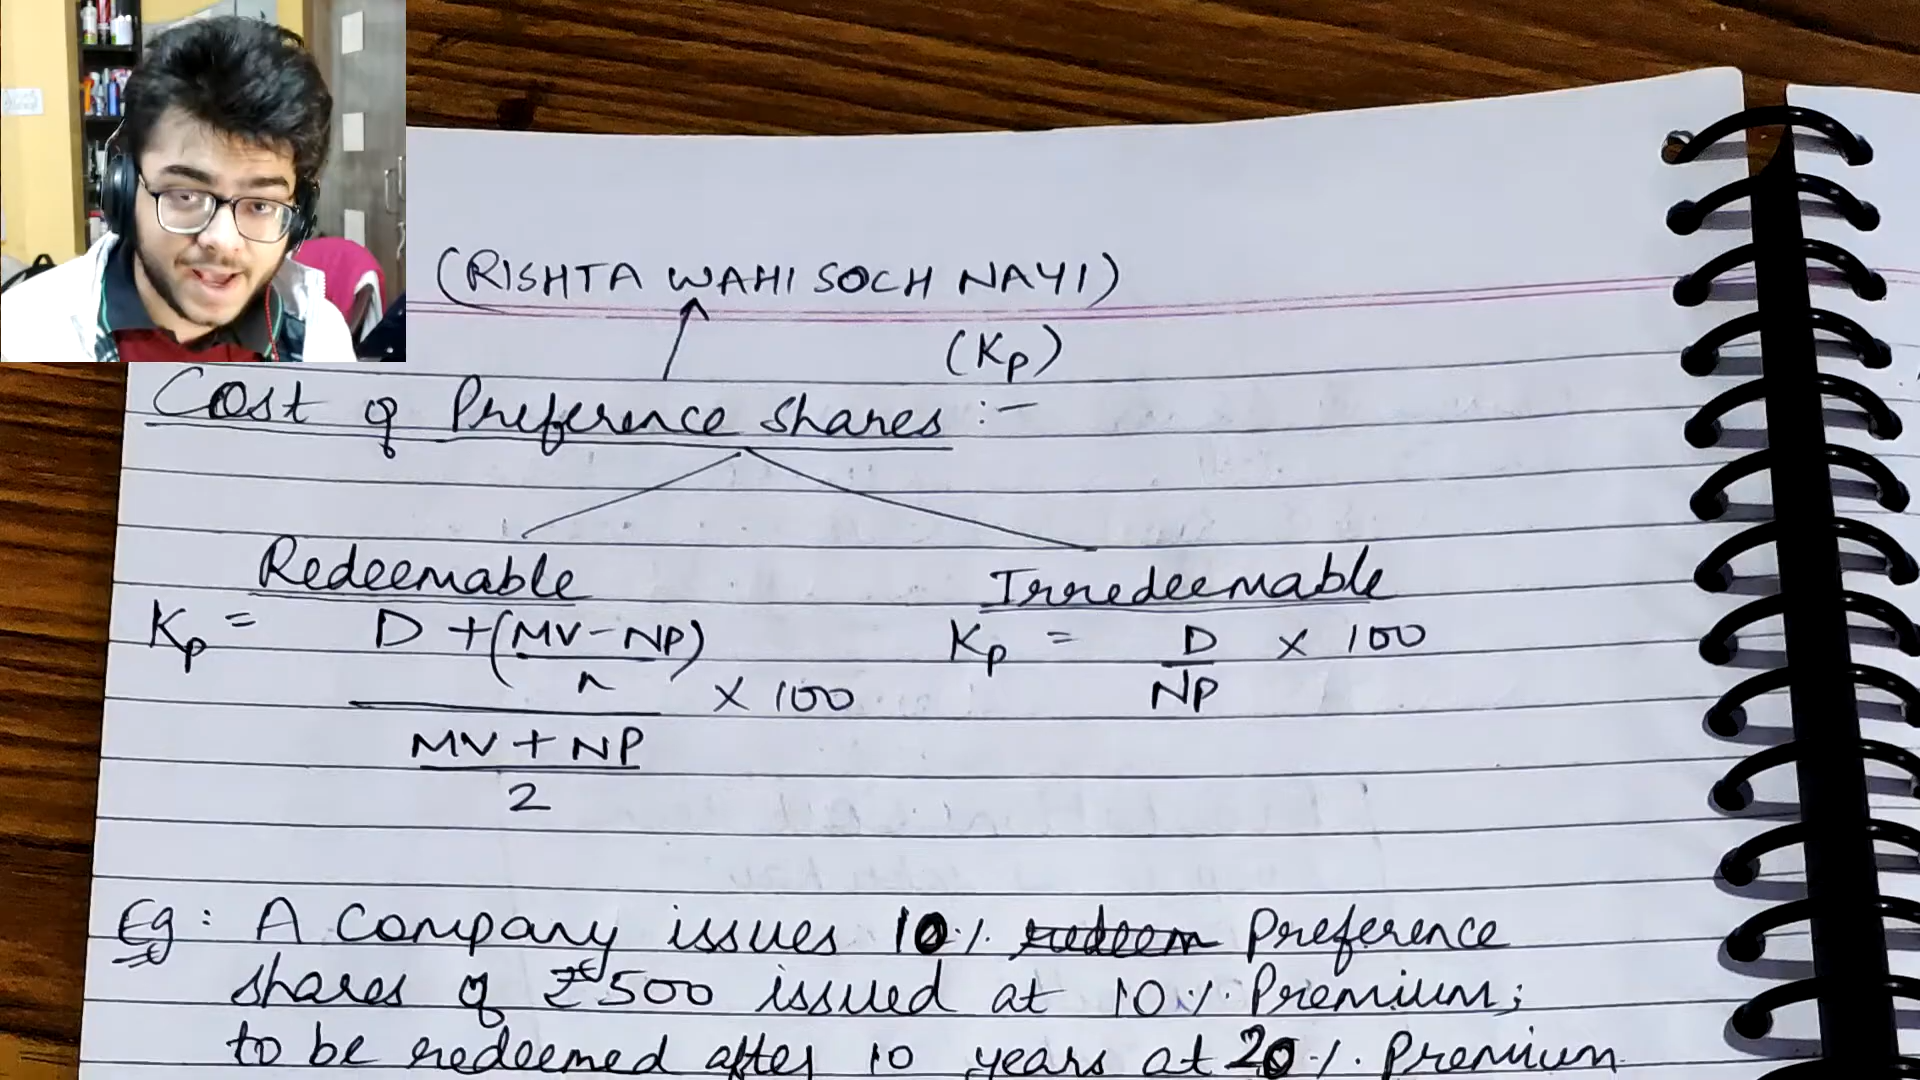 (RISHTA WAHI SOCH NAYI)
(Kp)
Cost of Preference shares :-
Redeemable
Irredeemable
Kp = D + (MV - NP)
n
× 100
MV + NP
2
Kp = D × 100
NP
Eg: A Company issues 10% redeem Preference
shares of ₹500 issued at 10% Premium;
to be redeemed after 10 years at 20% Premium